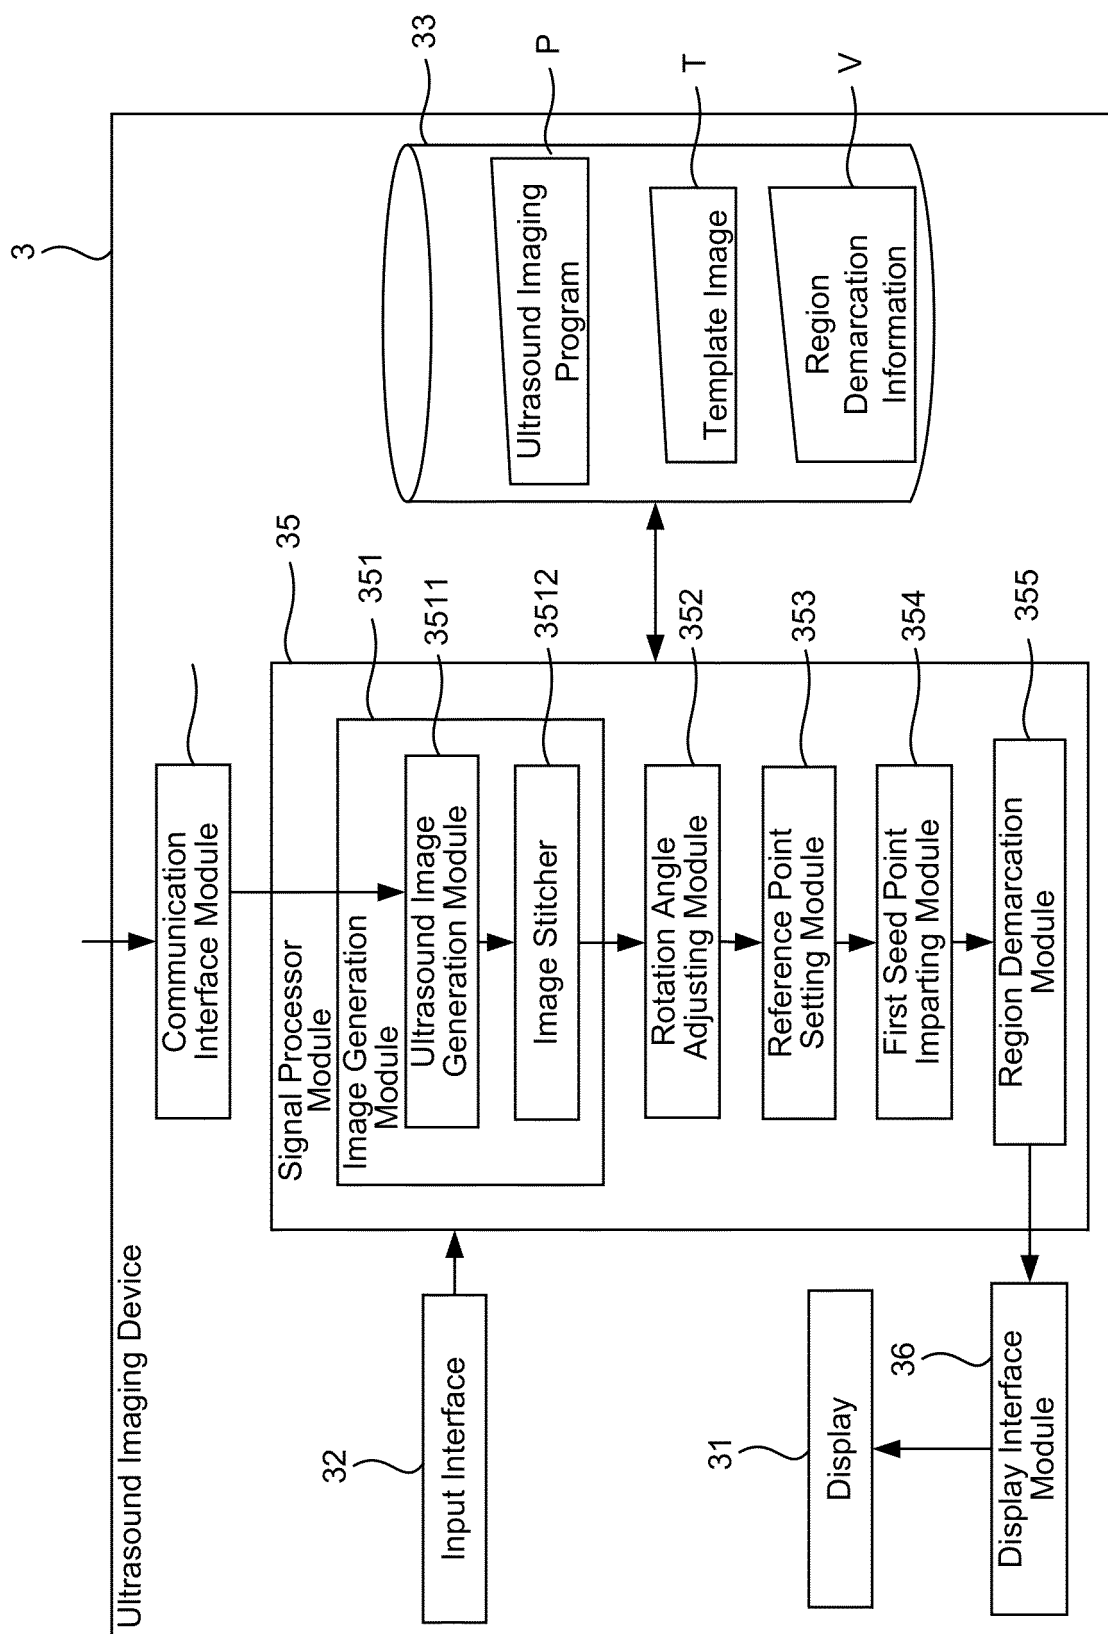 Ultrasound Imaging Device
3
Communication
Interface Module
Signal Processor
Module
35
Image Generation
Module
351
Ultrasound Image
Generation Module
3511
Image Stitcher
3512
Rotation Angle
Adjusting Module
352
Reference Point
Setting Module
353
First Seed Point
Imparting Module
354
Region Demarcation
Module
355
33
Ultrasound Imaging
Program
P
Template Image
T
Region
Demarcation
Information
V
32
Input Interface
31
Display
36
Display Interface
Module